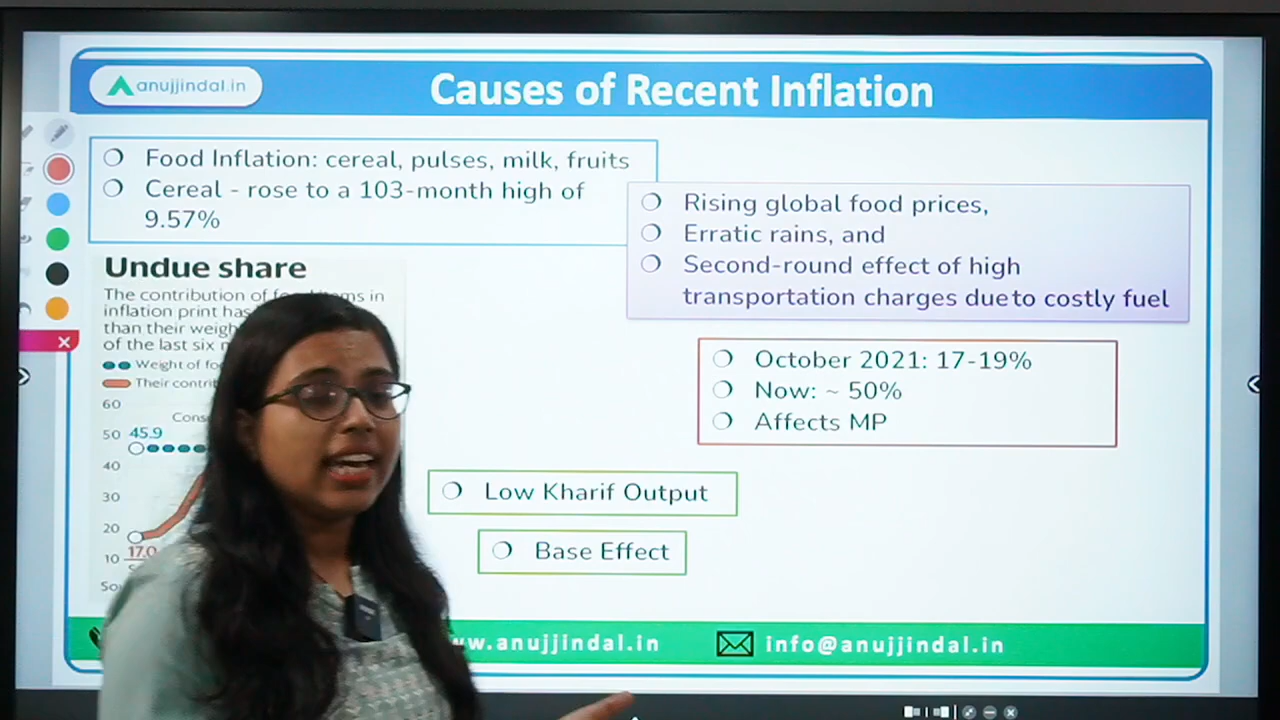 anujjindal.in
Causes of Recent Inflation
Food Inflation: cereal, pulses, milk, fruits
Cereal - rose to a 103-month high of
9.57%
Rising global food prices,
Erratic rains, and
Second-round effect of high
transportation charges due to costly fuel
Undue share
The contribution of
in
inflation print has
than their
of the last six
Weight of
Their
60
50 45.9
40
30
20
17.0
10
October 2021: 17-19%
Now: ~ 50%
Affects MP
Low Kharif Output
Base Effect
.anujjindal.in
info@anujjindal.in